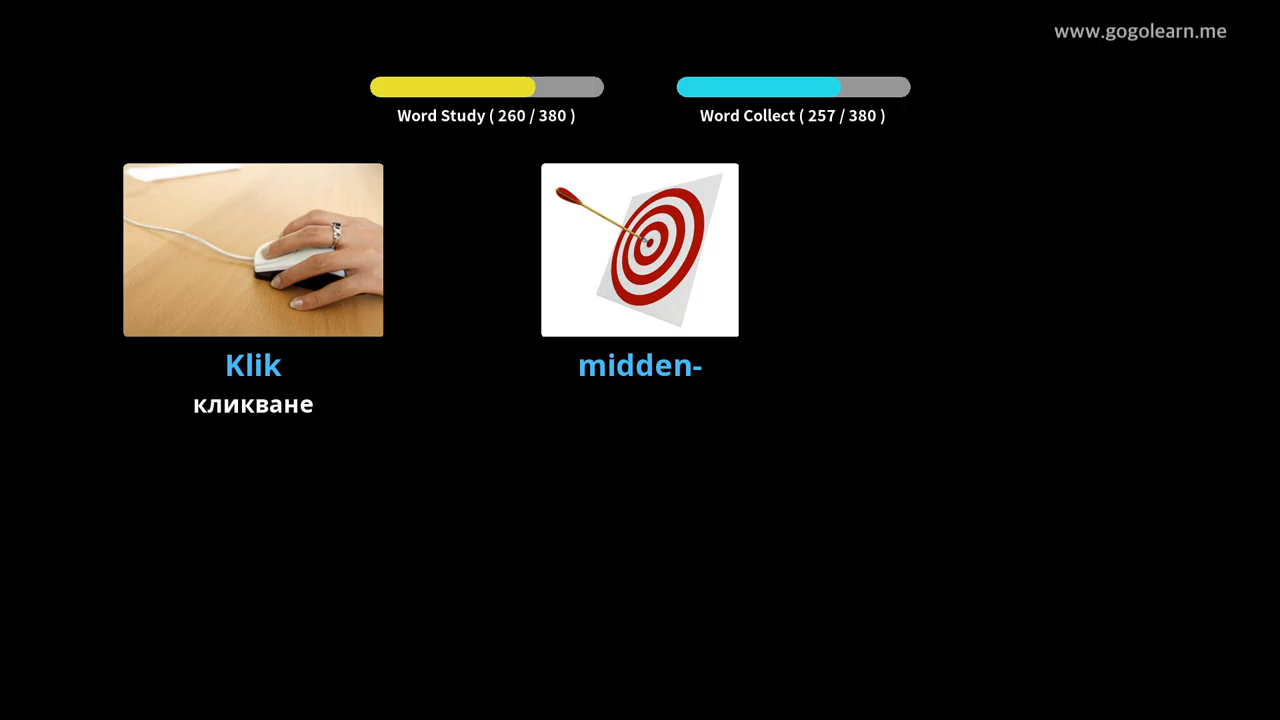 www.gogolearn.me
Word Study ( 260 / 380 )
Word Collect ( 257 / 380 )
Klik
кликване
midden-